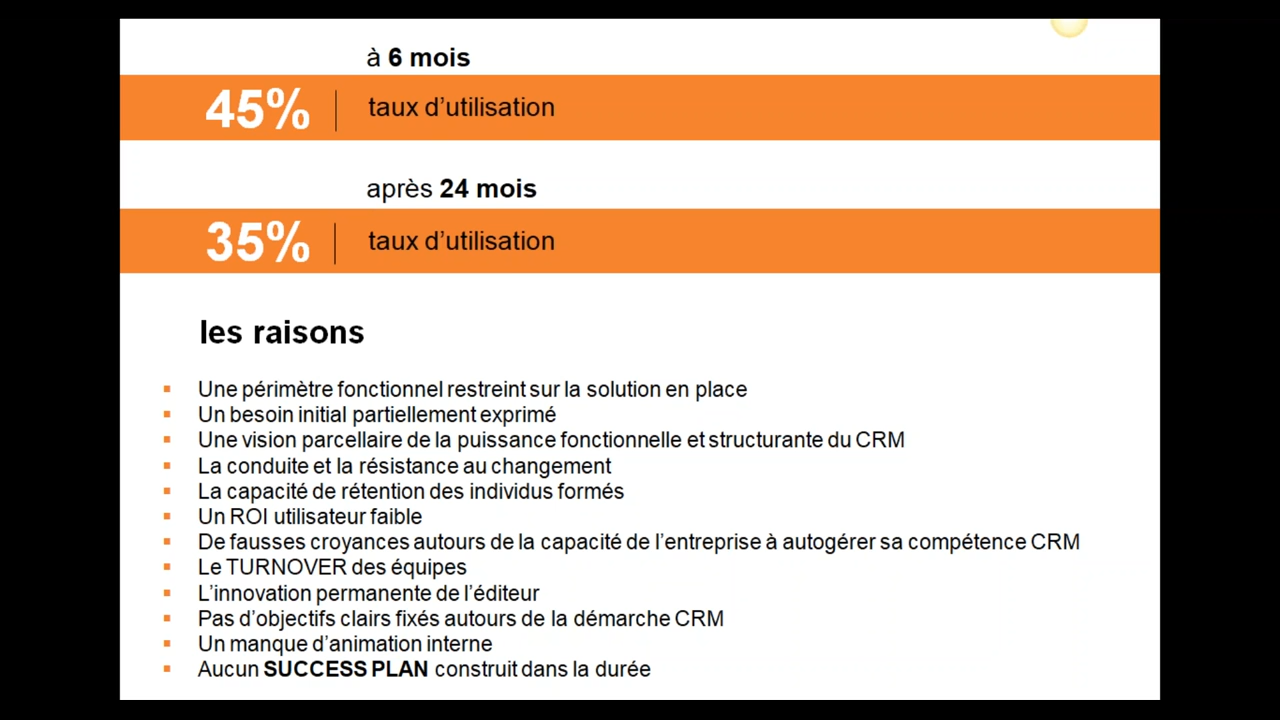 à 6 mois
45% taux d’utilisation
après 24 mois
35% taux d’utilisation
les raisons
Une périmètre fonctionnel restreint sur la solution en place
Un besoin initial partiellement exprimé
Une vision parcellaire de la puissance fonctionnelle et structurante du CRM
La conduite et la résistance au changement
La capacité de rétention des individus formés
Un ROI utilisateur faible
De fausses croyances autours de la capacité de l’entreprise à autogérer sa compétence CRM
Le TURNOVER des équipes
L’innovation permanente de l’éditeur
Pas d’objectifs clairs fixés autours de la démarche CRM
Un manque d’animation interne
Aucun SUCCESS PLAN construit dans la durée